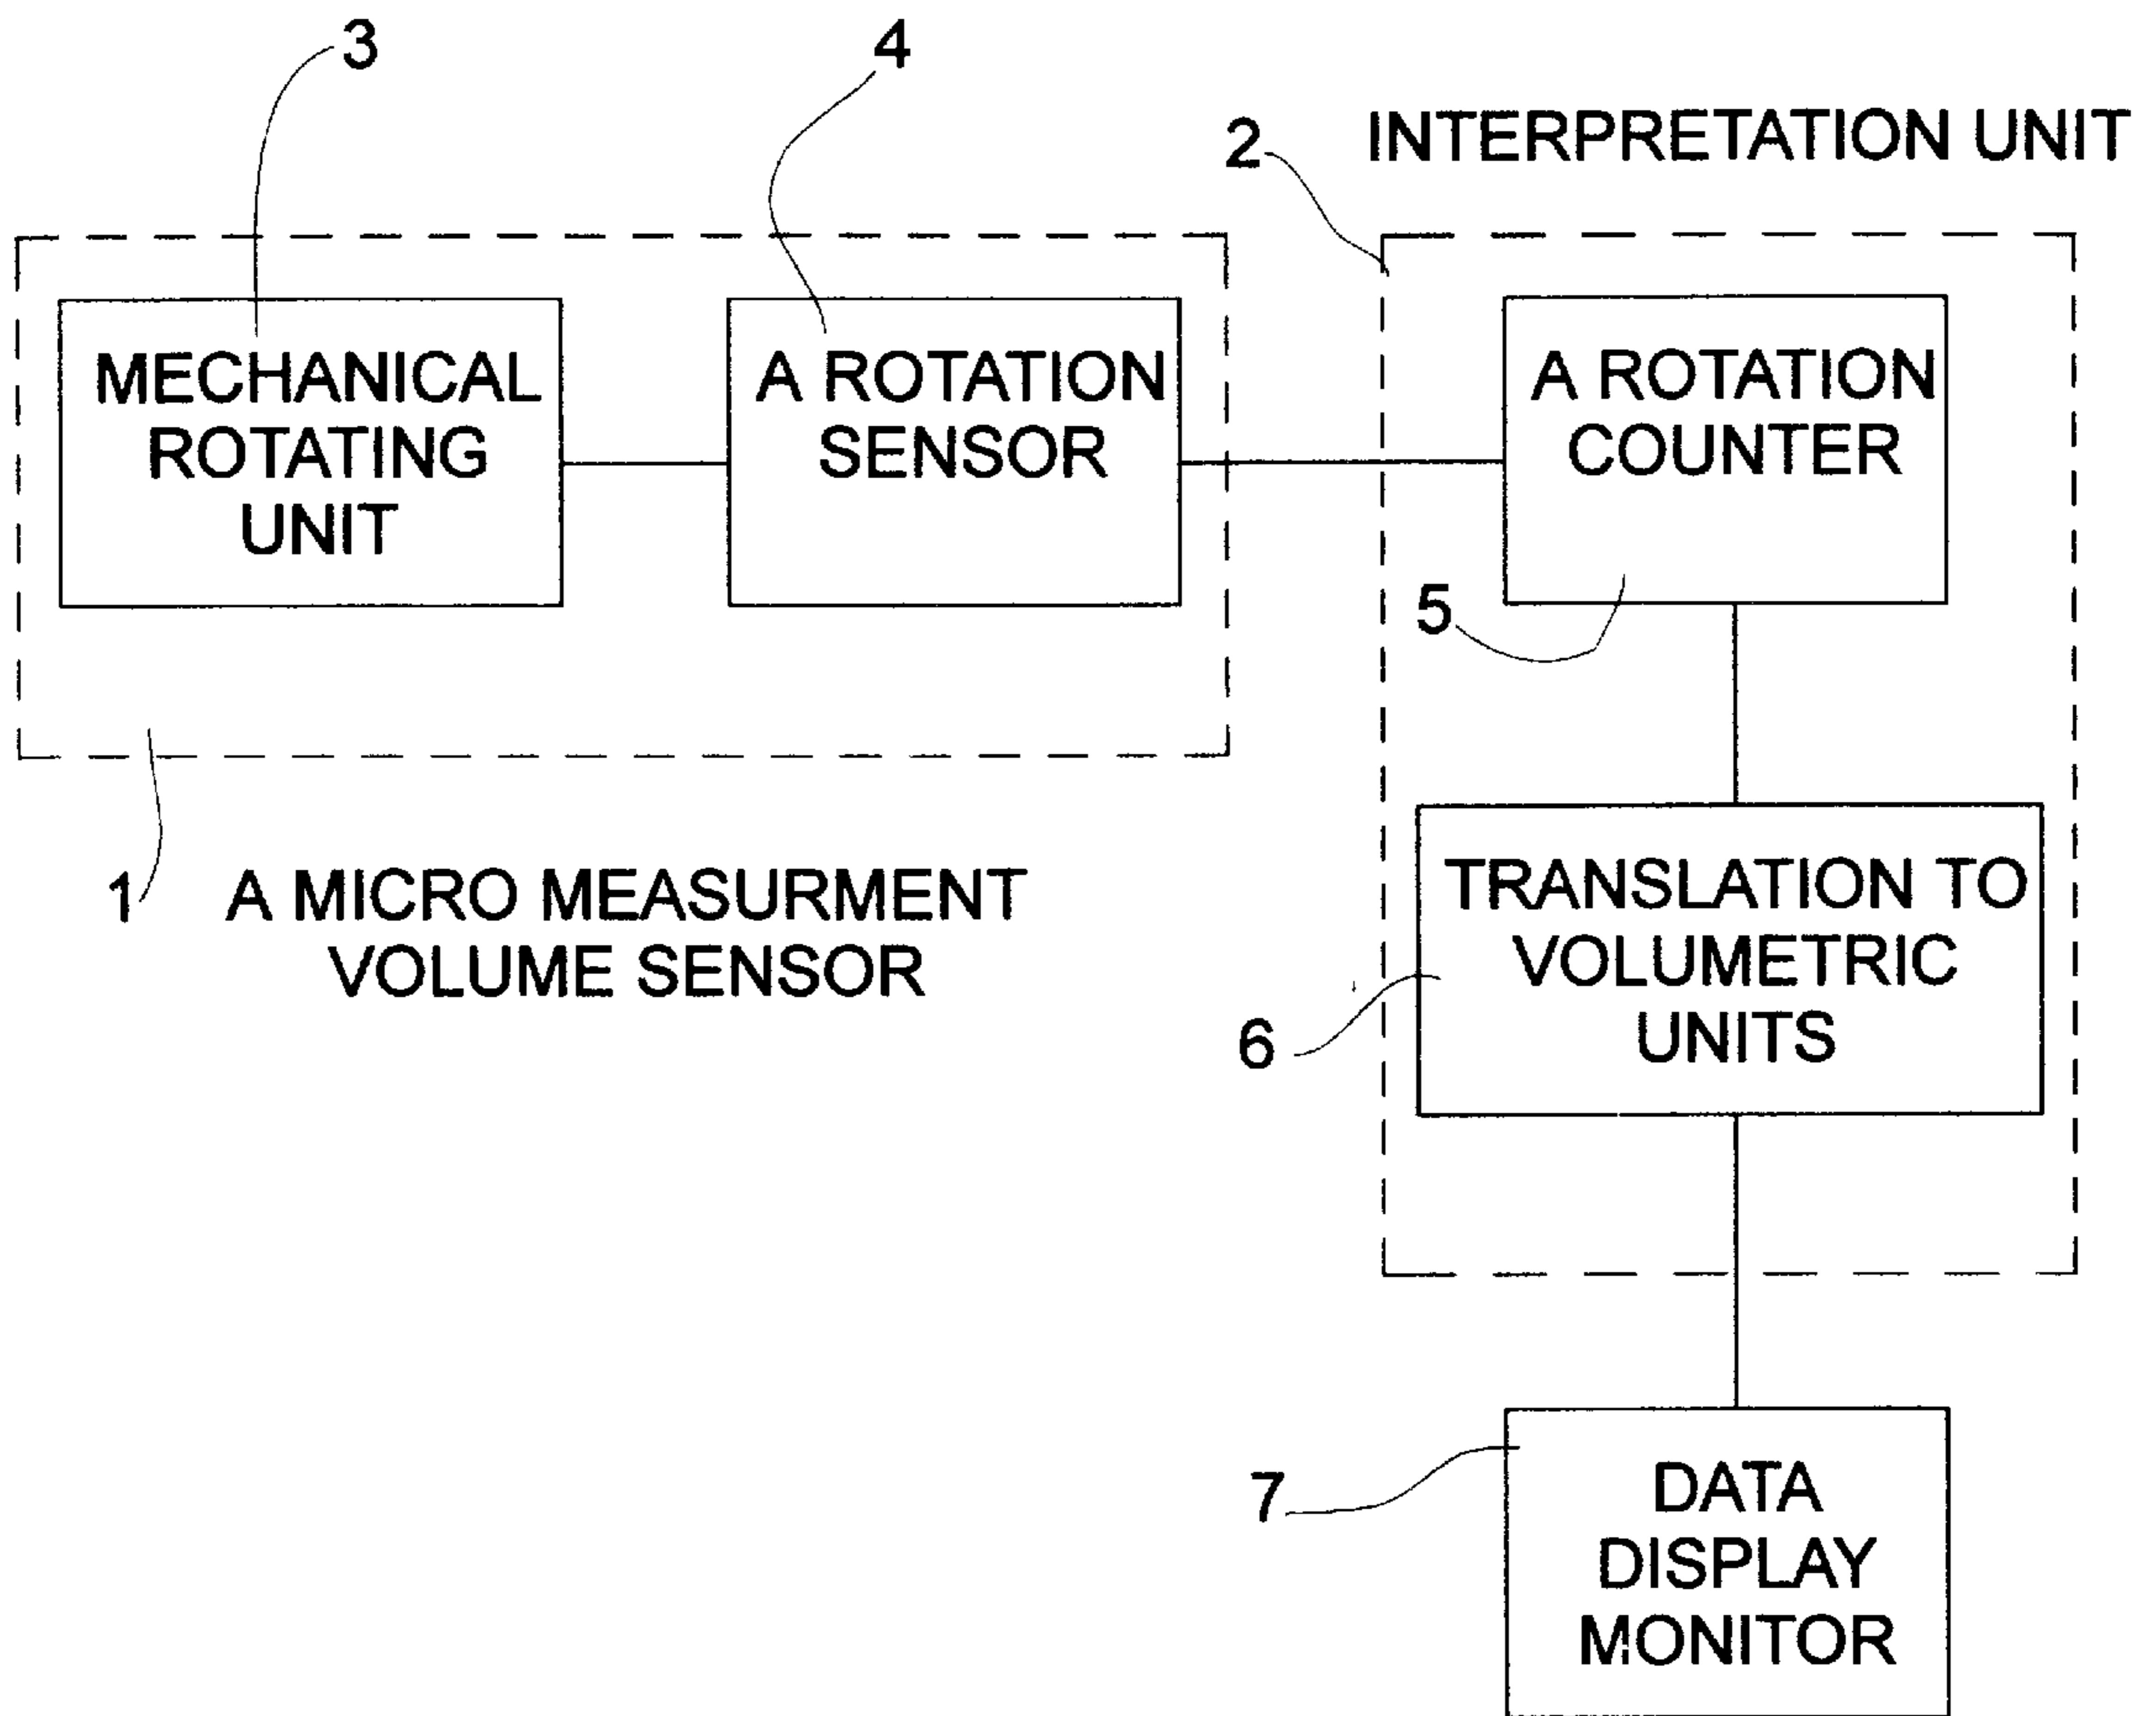 3
4
2
INTERPRETATION UNIT
MECHANICAL
ROTATING
UNIT
A ROTATION
SENSOR
A ROTATION
COUNTER
5
1
A MICRO MEASURMENT
VOLUME SENSOR
TRANSLATION TO
VOLUMETRIC
UNITS
6
7
DATA
DISPLAY
MONITOR